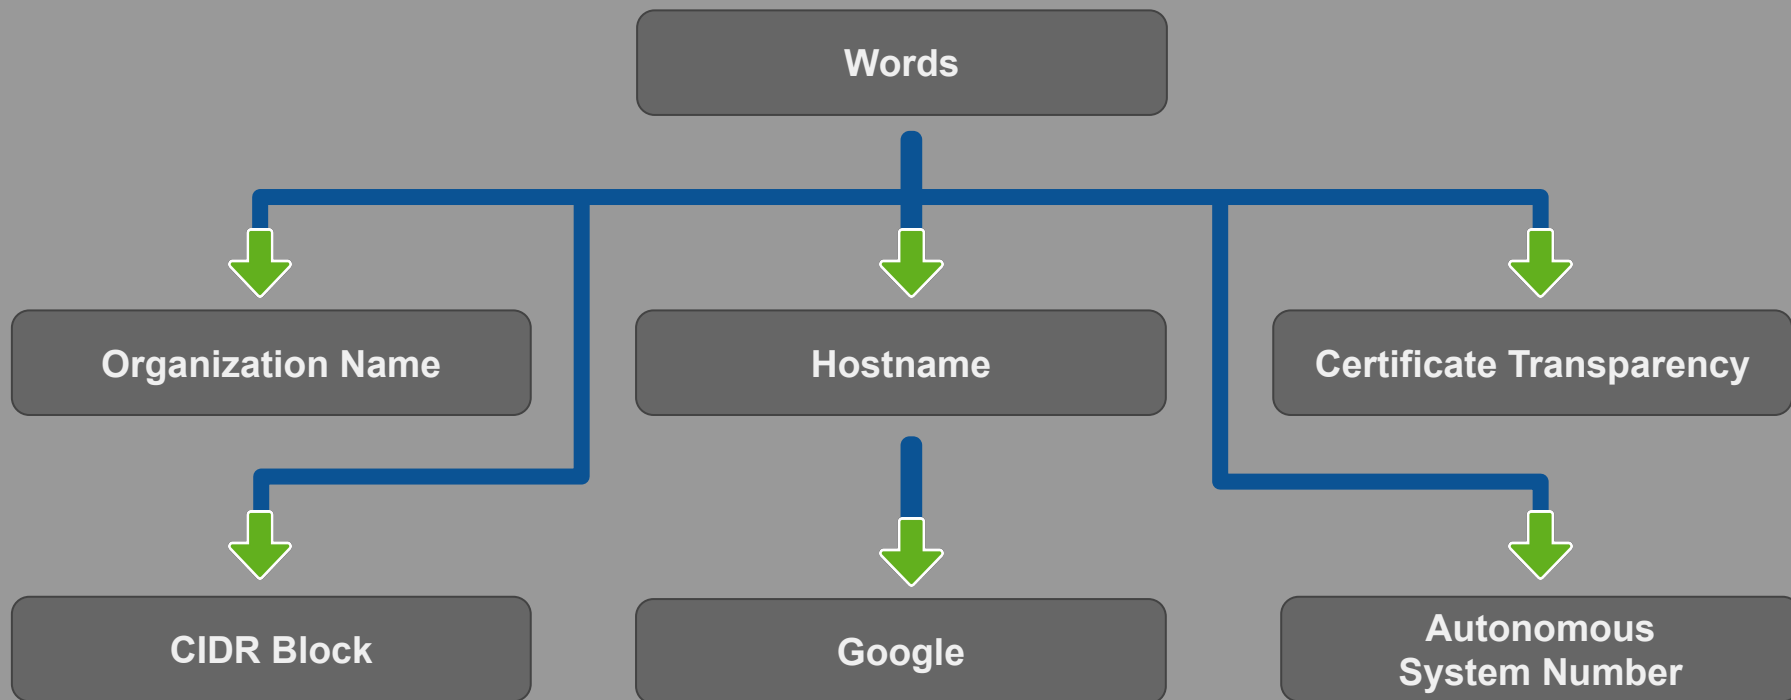 Words
Organization Name
Hostname
Certificate Transparency
CIDR Block
Google
Autonomous
System Number